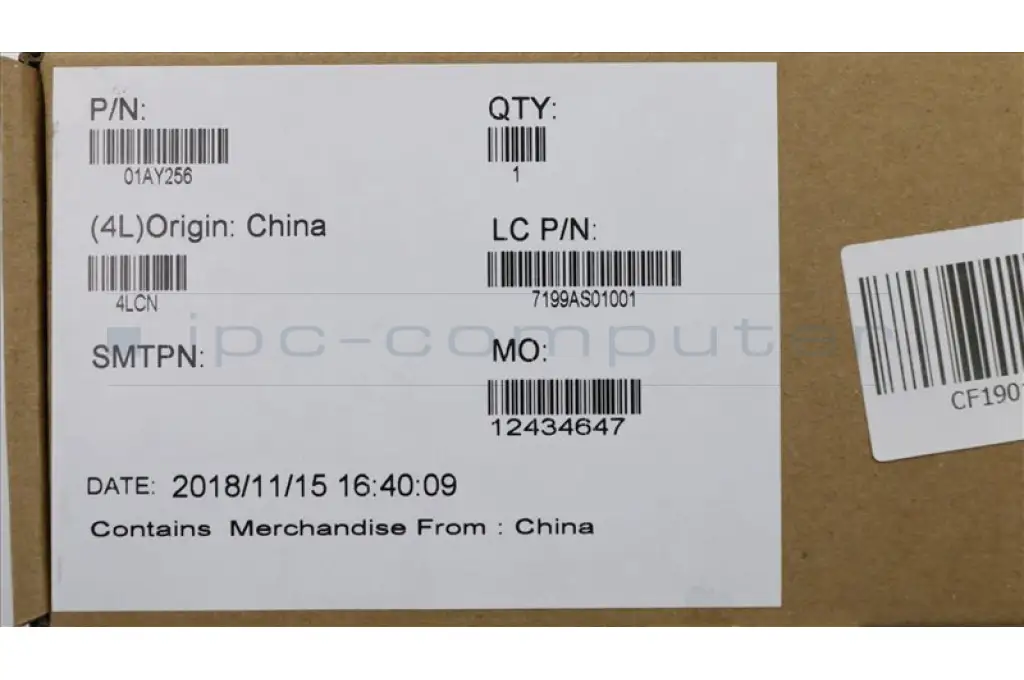 P/N:
01AY256
QTY:
1
(4L)Origin: China
4LCN
LC P/N:
7199AS01001
ipc-computer
SMTPN:
MO:
12434647
DATE: 2018/11/15 16:40:09
Contains Merchandise From : China
CF190